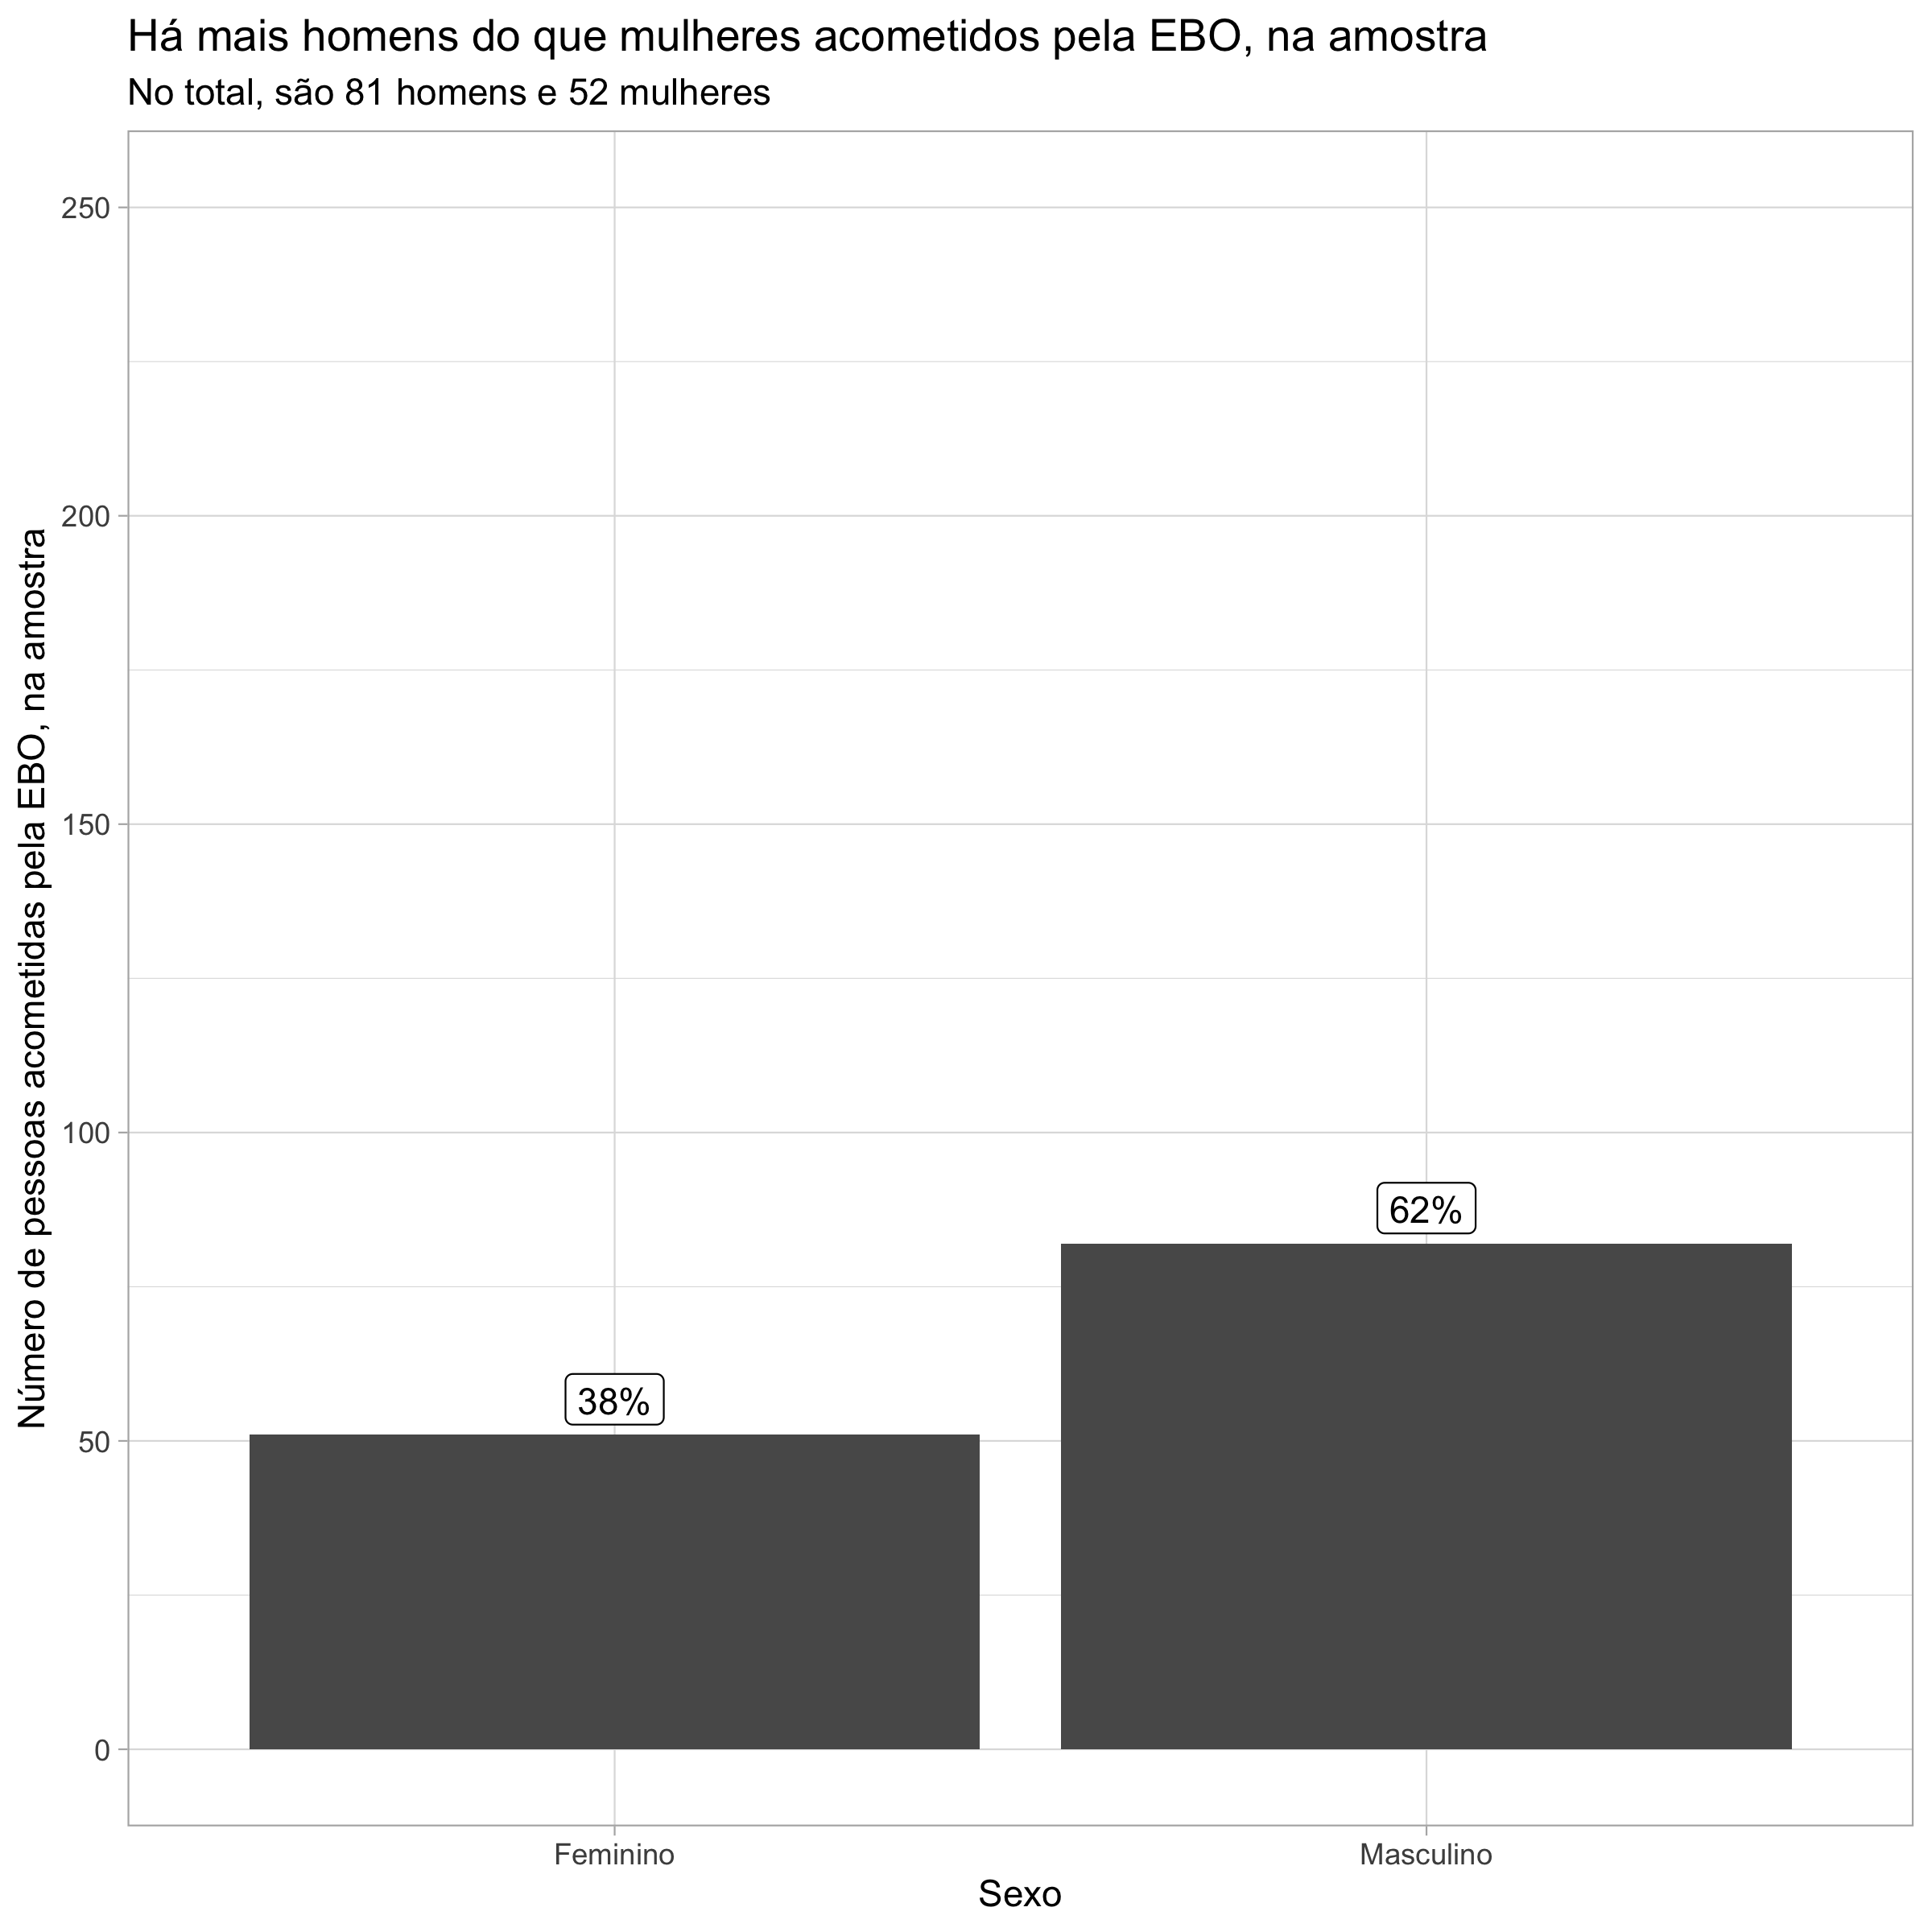 Há mais homens do que mulheres acometidos pela EBO, na amostra
No total, são 81 homens e 52 mulheres
Número de pessoas acometidas pela EBO, na amostra
250
200
150
100
50
0
62%
38%
Feminino
Masculino
Sexo